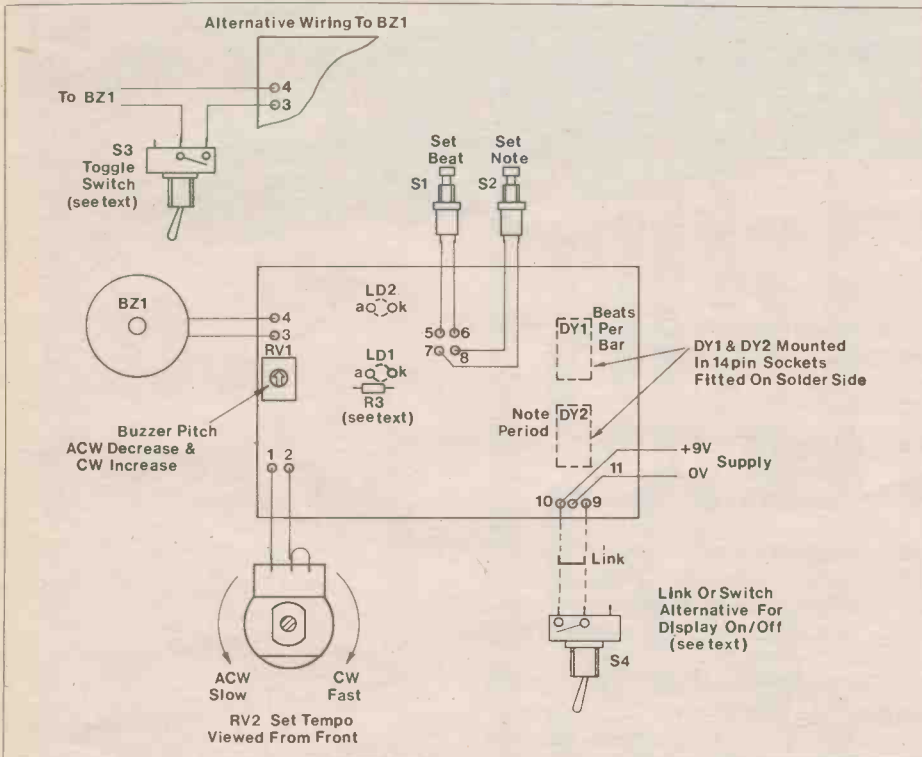 Alternative Wiring To BZ1
4
3
To BZ1
S3
Toggle
Switch
(see text)
Set
Beat
S1
Set
Note
S2
BZ1
4
3
RV1
LD2
a k
LD1
a k
R3
(see text)
5 6
7 8
DY1
Beats
Per
Bar
DY1 & DY2 Mounted
In 14pin Sockets
Fitted On Solder Side
Note
Period
DY2
Buzzer Pitch
ACW Decrease &
CW Increase
1 2
+9V
Supply
0V
11
10 9
Link
Link Or Switch
Alternative For
Display On/Off
(see text)
S4
ACW
Slow
CW
Fast
RV2 Set Tempo
Viewed From Front